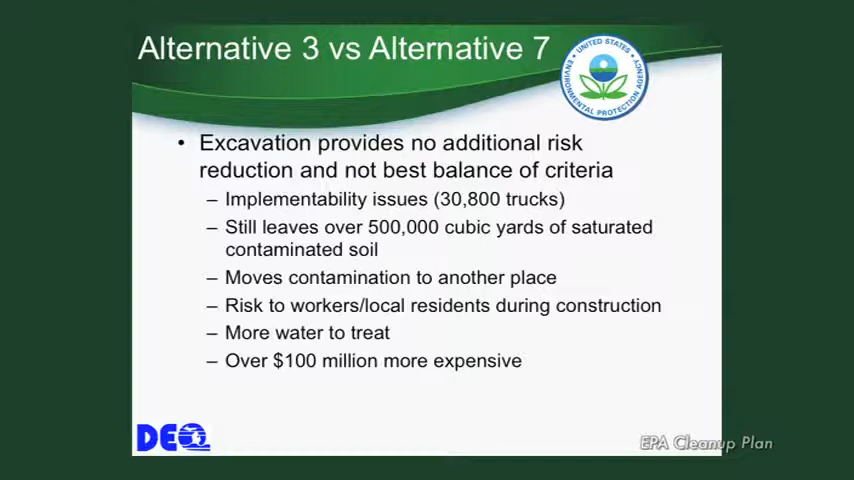 Alternative 3 vs Alternative 7
UNITED STATES
ENVIRONMENTAL PROTECTION AGENCY
• Excavation provides no additional risk
reduction and not best balance of criteria
– Implementability issues (30,800 trucks)
– Still leaves over 500,000 cubic yards of saturated
contaminated soil
– Moves contamination to another place
– Risk to workers/local residents during construction
– More water to treat
– Over $100 million more expensive
DEQ
EPA Cleanup Plan